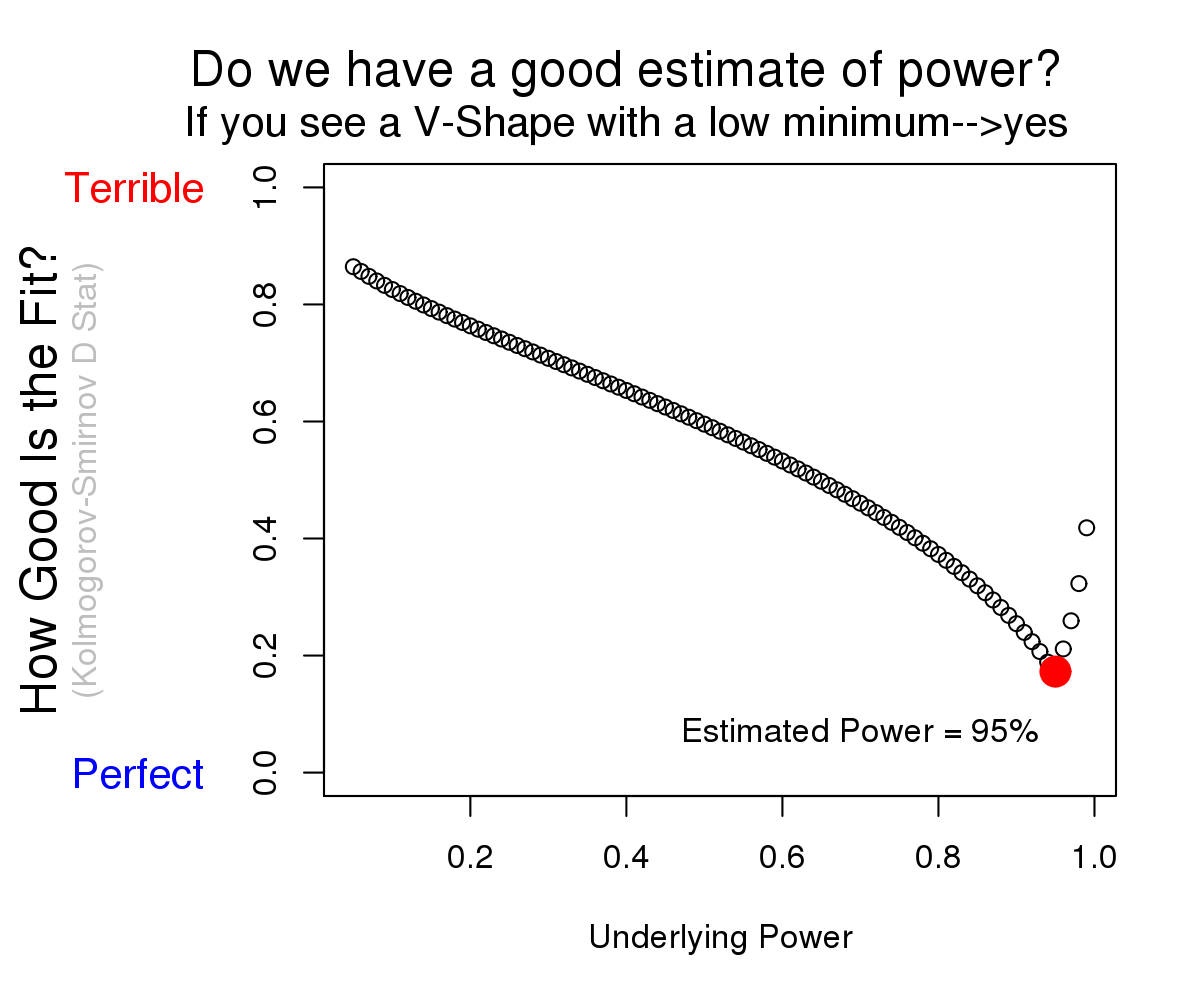 Do we have a good estimate of power?
If you see a V-Shape with a low minimum-->yes
Terrible
How Good Is the Fit?
(Kolmogorov-Smirnov D Stat)
Perfect
1.0
0.8
0.6
0.4
0.2
0.0
Estimated Power = 95%
0.2 0.4 0.6 0.8 1.0
Underlying Power